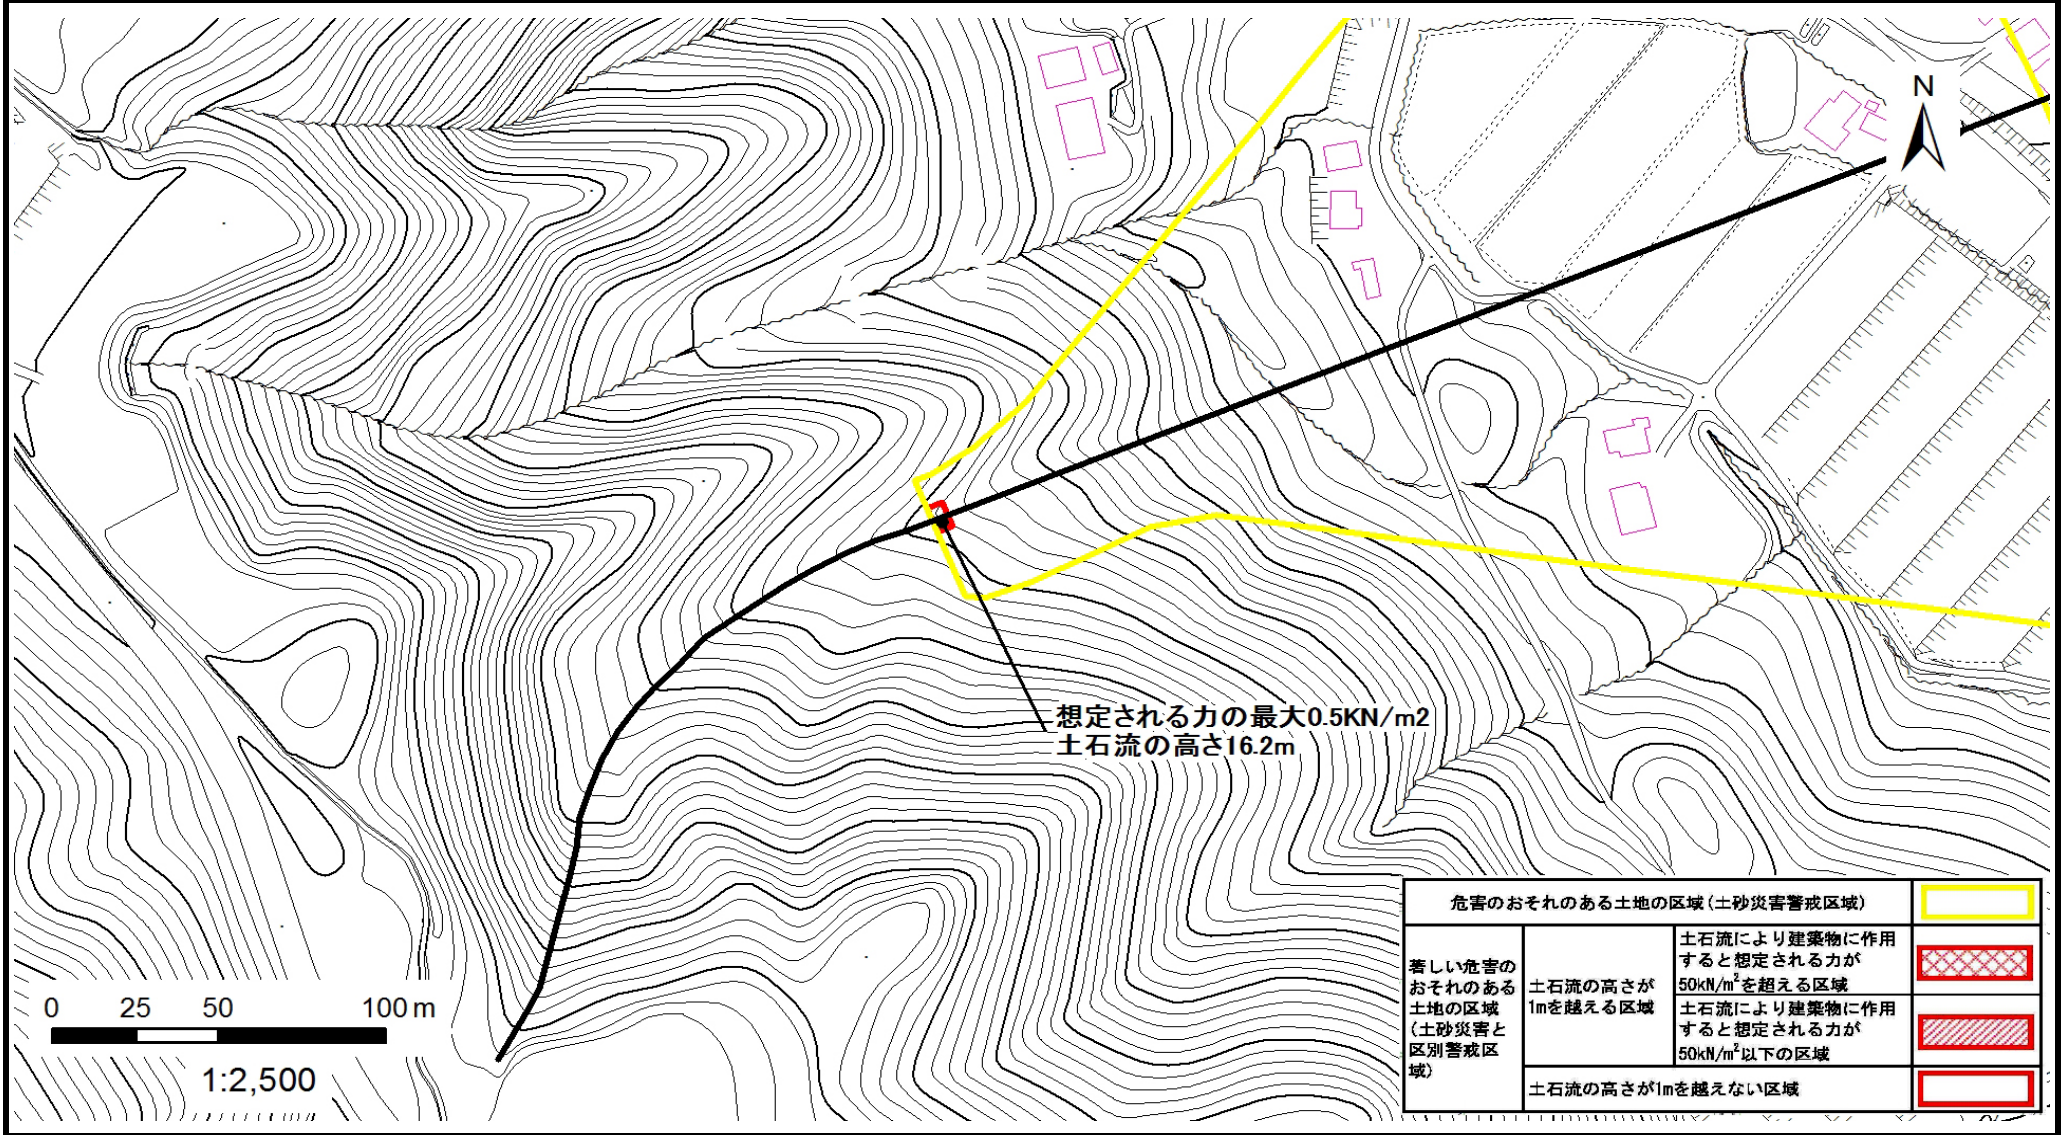 N
想定される力の最大0.5KN/m2
土石流の高さ16.2m
0 25 50 100 m
1:2,500
危害のおそれのある土地の区域(土砂災害警戒区域)
著しい危害の
おそれのある
土地の区域
(土砂災害と
区別警戒区
域)
土石流の高さが
1mを越える区域
土石流により建築物に作用
すると想定される力が
50kN/m²を超える区域
土石流により建築物に作用
すると想定される力が
50kN/m²以下の区域
土石流の高さが1mを越えない区域